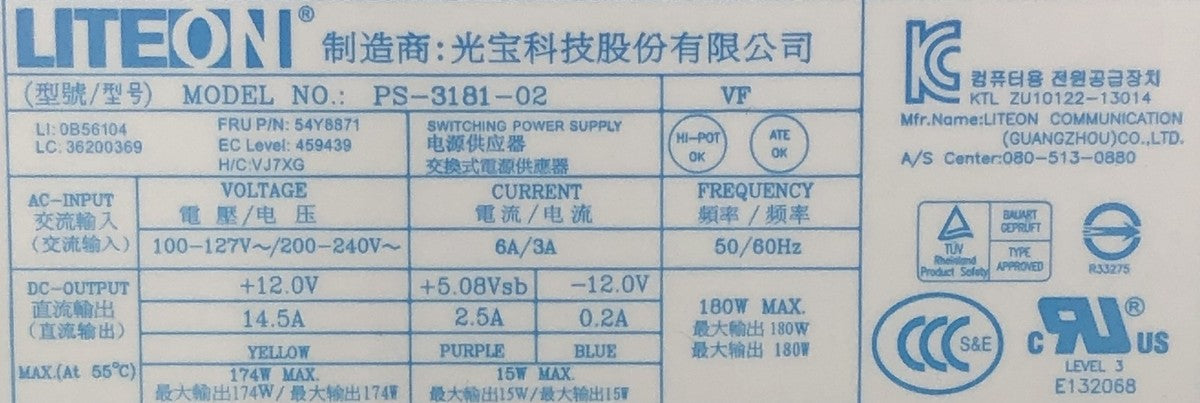 LITEON® 制造商:光宝科技股份有限公司
(型號/型号) MODEL NO.: PS-3181-02 VF
LI: 0B56104
LC: 36200369
FRU P/N: 54Y8871
EC Level: 459439
H/C:VJ7XG
SWITCHING POWER SUPPLY
电源供应器
交換式電源供應器
HI-POT
OK
ATE
OK
AC-INPUT
交流輸入
(交流输入)
VOLTAGE
電 壓/电 压
100-127V~/200-240V~
CURRENT
電流/电流
6A/3A
FREQUENCY
頻率/频率
50/60Hz
DC-OUTPUT
直流輸出
(直流输出)
MAX.(At 55℃)
+12.0V +5.08Vsb -12.0V
14.5A 2.5A 0.2A
YELLOW PURPLE BLUE
174W MAX. 15W MAX.
最大輸出174W/最大输出174W 最大輸出15W/最大输出15W
180W MAX.
最大輸出 180W
最大输出 180W
컴퓨터용 전원공급장치
KTL ZU10122-13014
Mfr.Name:LITEON COMMUNICATION
(GUANGZHOU)CO.,LTD.
A/S Center:080-513-0880
TÜV
Rheinland
Product Safety
BAUART
GEPRUFT
TYPE
APPROVED
R33275
CCC S&E
c RU ® US
LEVEL 3
E132068